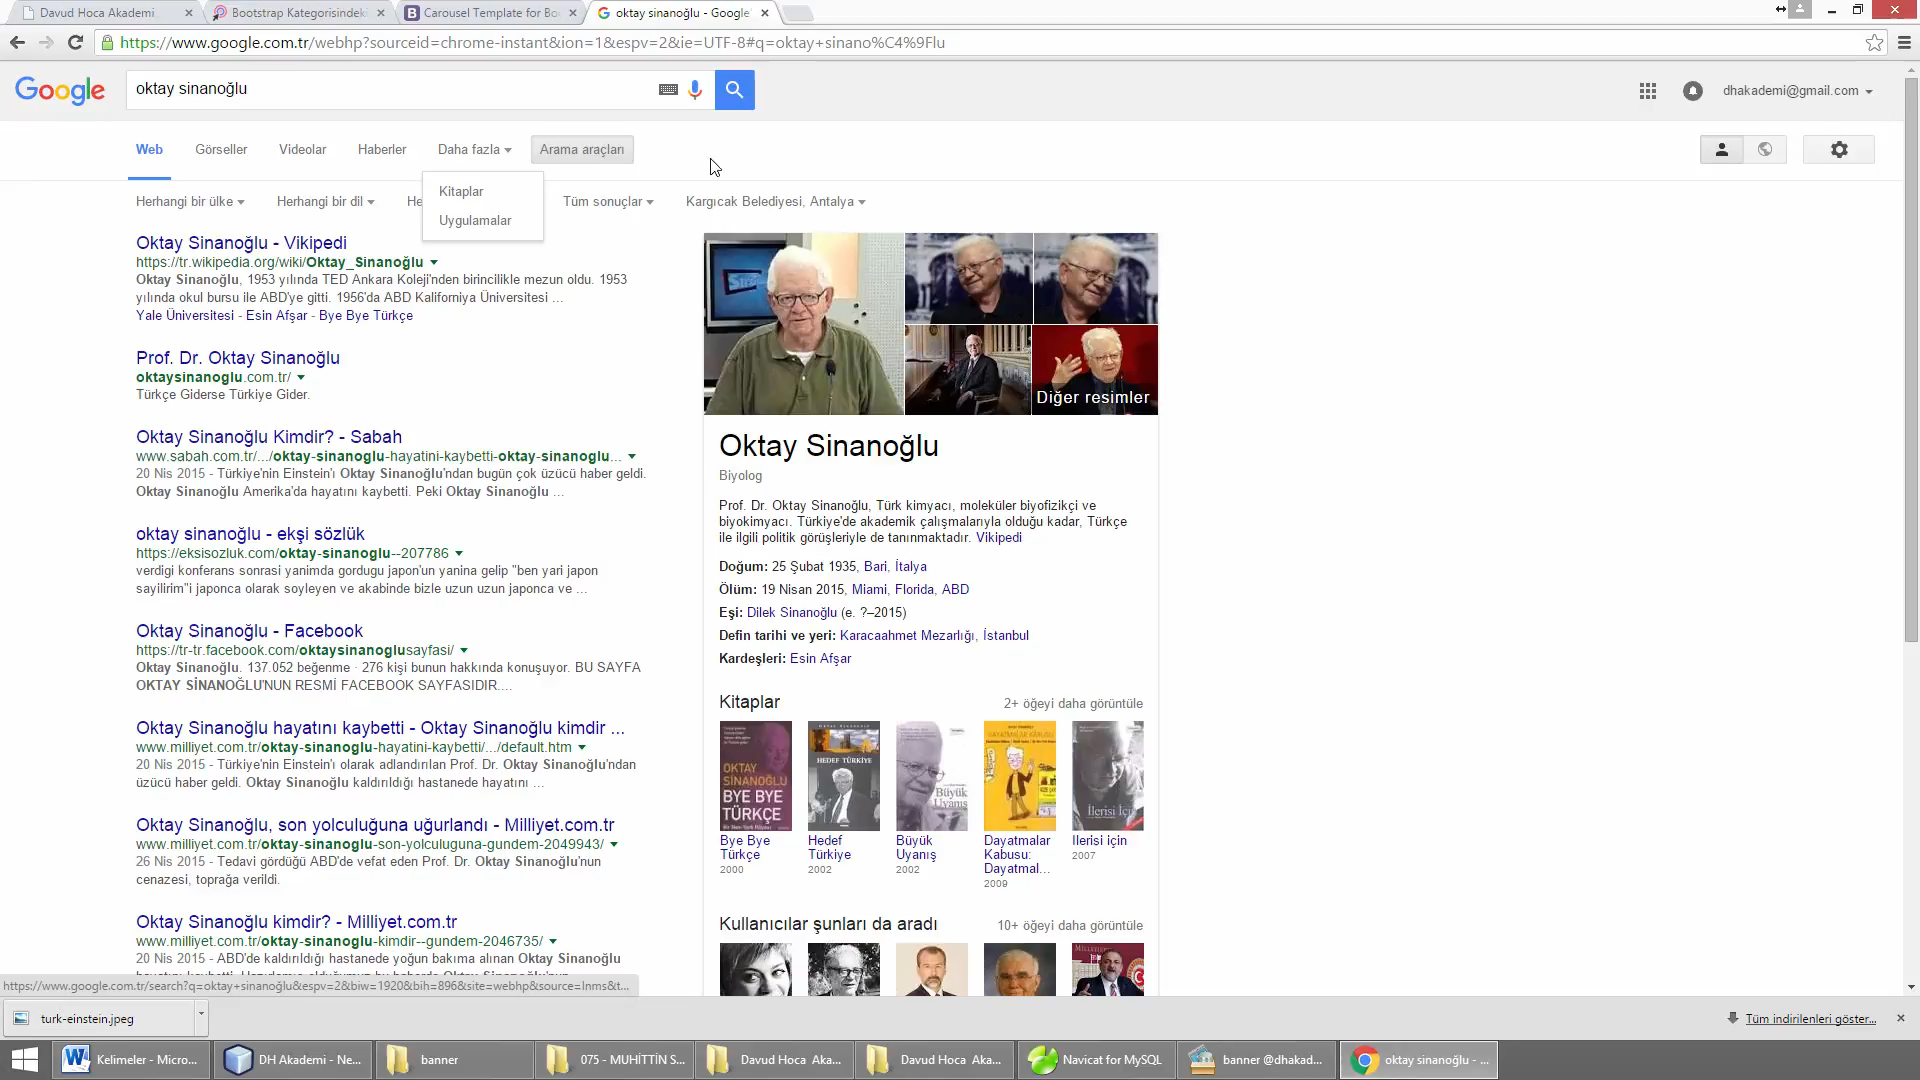 Davud Hoca Akademi
Bootstrap Kategorisindeki
Carousel Template for Bo
oktay sinanoğlu - Google'
https://www.google.com.tr/webhp?sourceid=chrome-instant&ion=1&espv=2&ie=UTF-8#q=oktay+sinano%C4%9Flu
Google
oktay sinanoğlu
dhakademi@gmail.com
Web
Görseller
Videolar
Haberler
Daha fazla
Arama araçları
Kitaplar
Uygulamalar
Herhangi bir ülke
Herhangi bir dil
He
Tüm sonuçlar
Kargıcak Belediyesi, Antalya
Oktay Sinanoğlu - Vikipedi
https://tr.wikipedia.org/wiki/Oktay_Sinanoğlu
Oktay Sinanoğlu, 1953 yılında TED Ankara Koleji'nden birincilikle mezun oldu. 1953
yılında okul bursu ile ABD'ye gitti. 1956'da ABD Kaliforniya Üniversitesi ...
Yale Üniversitesi - Esin Afşar - Bye Bye Türkçe
Prof. Dr. Oktay Sinanoğlu
oktaysinanoglu.com.tr/
Türkçe Giderse Türkiye Gider.
Oktay Sinanoğlu Kimdir? - Sabah
www.sabah.com.tr/.../oktay-sinanoglu-hayatini-kaybetti-oktay-sinanoglu...
20 Nis 2015 - Türkiye'nin Einstein'ı Oktay Sinanoğlu'ndan bugün çok üzücü haber geldi.
Oktay Sinanoğlu Amerika'da hayatını kaybetti. Peki Oktay Sinanoğlu ...
oktay sinanoğlu - ekşi sözlük
https://eksisozluk.com/oktay-sinanoglu--207786
verdigi konferans sonrasi yanimda gordugu japon'un yanina gelip "ben yari japon
sayilirim"i japonca olarak soyleyen ve akabinde bizle uzun uzun japonca ve ...
Oktay Sinanoğlu - Facebook
https://tr-tr.facebook.com/oktaysinanoglusayfasi/
Oktay Sinanoğlu. 137.052 beğenme · 276 kişi bunun hakkında konuşuyor. BU SAYFA
OKTAY SİNANOĞLU'NUN RESMİ FACEBOOK SAYFASIDIR....
Oktay Sinanoğlu hayatını kaybetti - Oktay Sinanoğlu kimdir ...
www.milliyet.com.tr/oktay-sinanoglu-hayatini-kaybetti/.../default.htm
20 Nis 2015 - Türkiye'nin Einstein'ı olarak adlandırılan Prof. Dr. Oktay Sinanoğlu'ndan
üzücü haber geldi. Oktay Sinanoğlu kaldırıldığı hastanede hayatını ...
Oktay Sinanoğlu, son yolculuğuna uğurlandı - Milliyet.com.tr
www.milliyet.com.tr/oktay-sinanoglu-son-yolculuguna-gundem-2049943/
26 Nis 2015 - Tedavi gördüğü ABD'de vefat eden Prof. Dr. Oktay Sinanoğlu'nun
cenazesi, toprağa verildi.
Oktay Sinanoğlu kimdir? - Milliyet.com.tr
www.milliyet.com.tr/oktay-sinanoglu-kimdir--gundem-2046735/
20 Nis 2015 - ABD'de kaldırıldığı hastanede yoğun bakıma alınan Oktay Sinanoğlu
https://www.google.com.tr/search?q=oktay+sinanoğlu&espv=2&biw=1920&bih=896&site=webhp&source=lnms&t...
Diğer resimler
Oktay Sinanoğlu
Biyolog
Prof. Dr. Oktay Sinanoğlu, Türk kimyacı, moleküler biyofizikçi ve
biyokimyacı. Türkiye'de akademik çalışmalarıyla olduğu kadar, Türkçe
ile ilgili politik görüşleriyle de tanınmaktadır. Vikipedi
Doğum: 25 Şubat 1935, Bari, İtalya
Ölüm: 19 Nisan 2015, Miami, Florida, ABD
Eşi: Dilek Sinanoğlu (e. ?–2015)
Defin tarihi ve yeri: Karacaahmet Mezarlığı, İstanbul
Kardeşleri: Esin Afşar
Kitaplar
2+ öğeyi daha görüntüle
OKTAY
SİNANOĞLU
BYE BYE
TÜRKÇE
HEDEF TÜRKİYE
Büyük
Uyanış
İlerisi İçin
Bye Bye
Türkçe
2000
Hedef
Türkiye
2002
Büyük
Uyanış
2002
Dayatmalar
Kabusu:
Dayatmal...
2009
Ilerisi için
2007
Kullanıcılar şunları da aradı
10+ öğeyi daha görüntüle
turk-einstein.jpeg
Tüm indirilenleri göster...
Kelimeler - Micro...
DH Akademi - Ne...
banner
075 - MUHİTTİN S...
Davud Hoca Aka...
Davud Hoca Aka...
Navicat for MySQL
banner @dhakad...
oktay sinanoğlu - ...